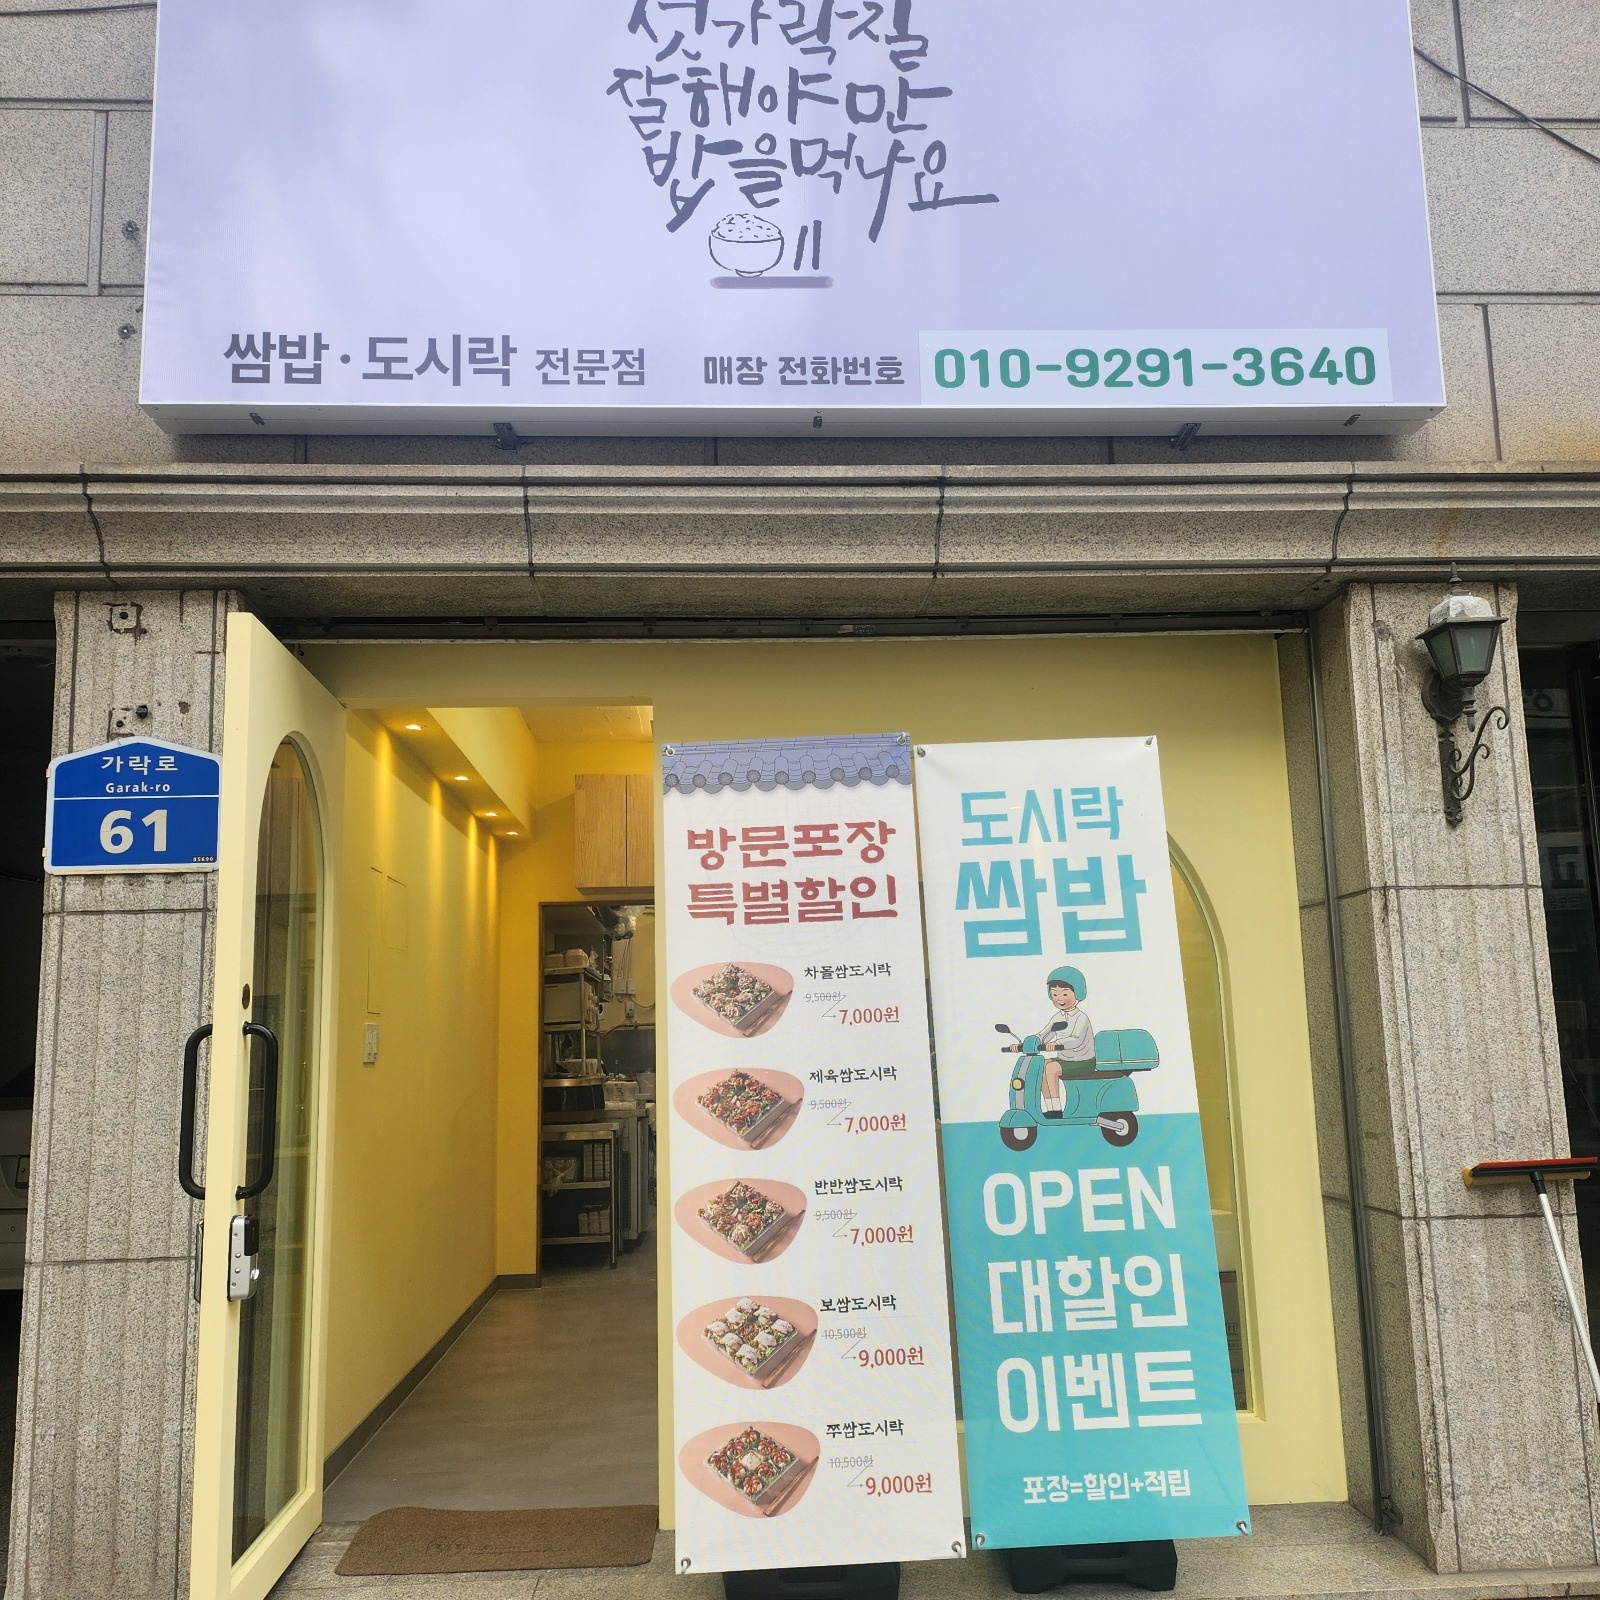 젓가락질
잘해야만
밥을먹나요
쌈밥·도시락 전문점 매장 전화번호 010-9291-3640
가락로
Garak-ro
61
05690
방문포장
특별할인
차돌쌈도시락
9,500원
7,000원
제육쌈도시락
9,500원
7,000원
반반쌈도시락
9,500원
7,000원
보쌈도시락
10,500원
9,000원
쭈쌈도시락
10,500원
9,000원
도시락
쌈밥
OPEN
대할인
이벤트
포장=할인+적립